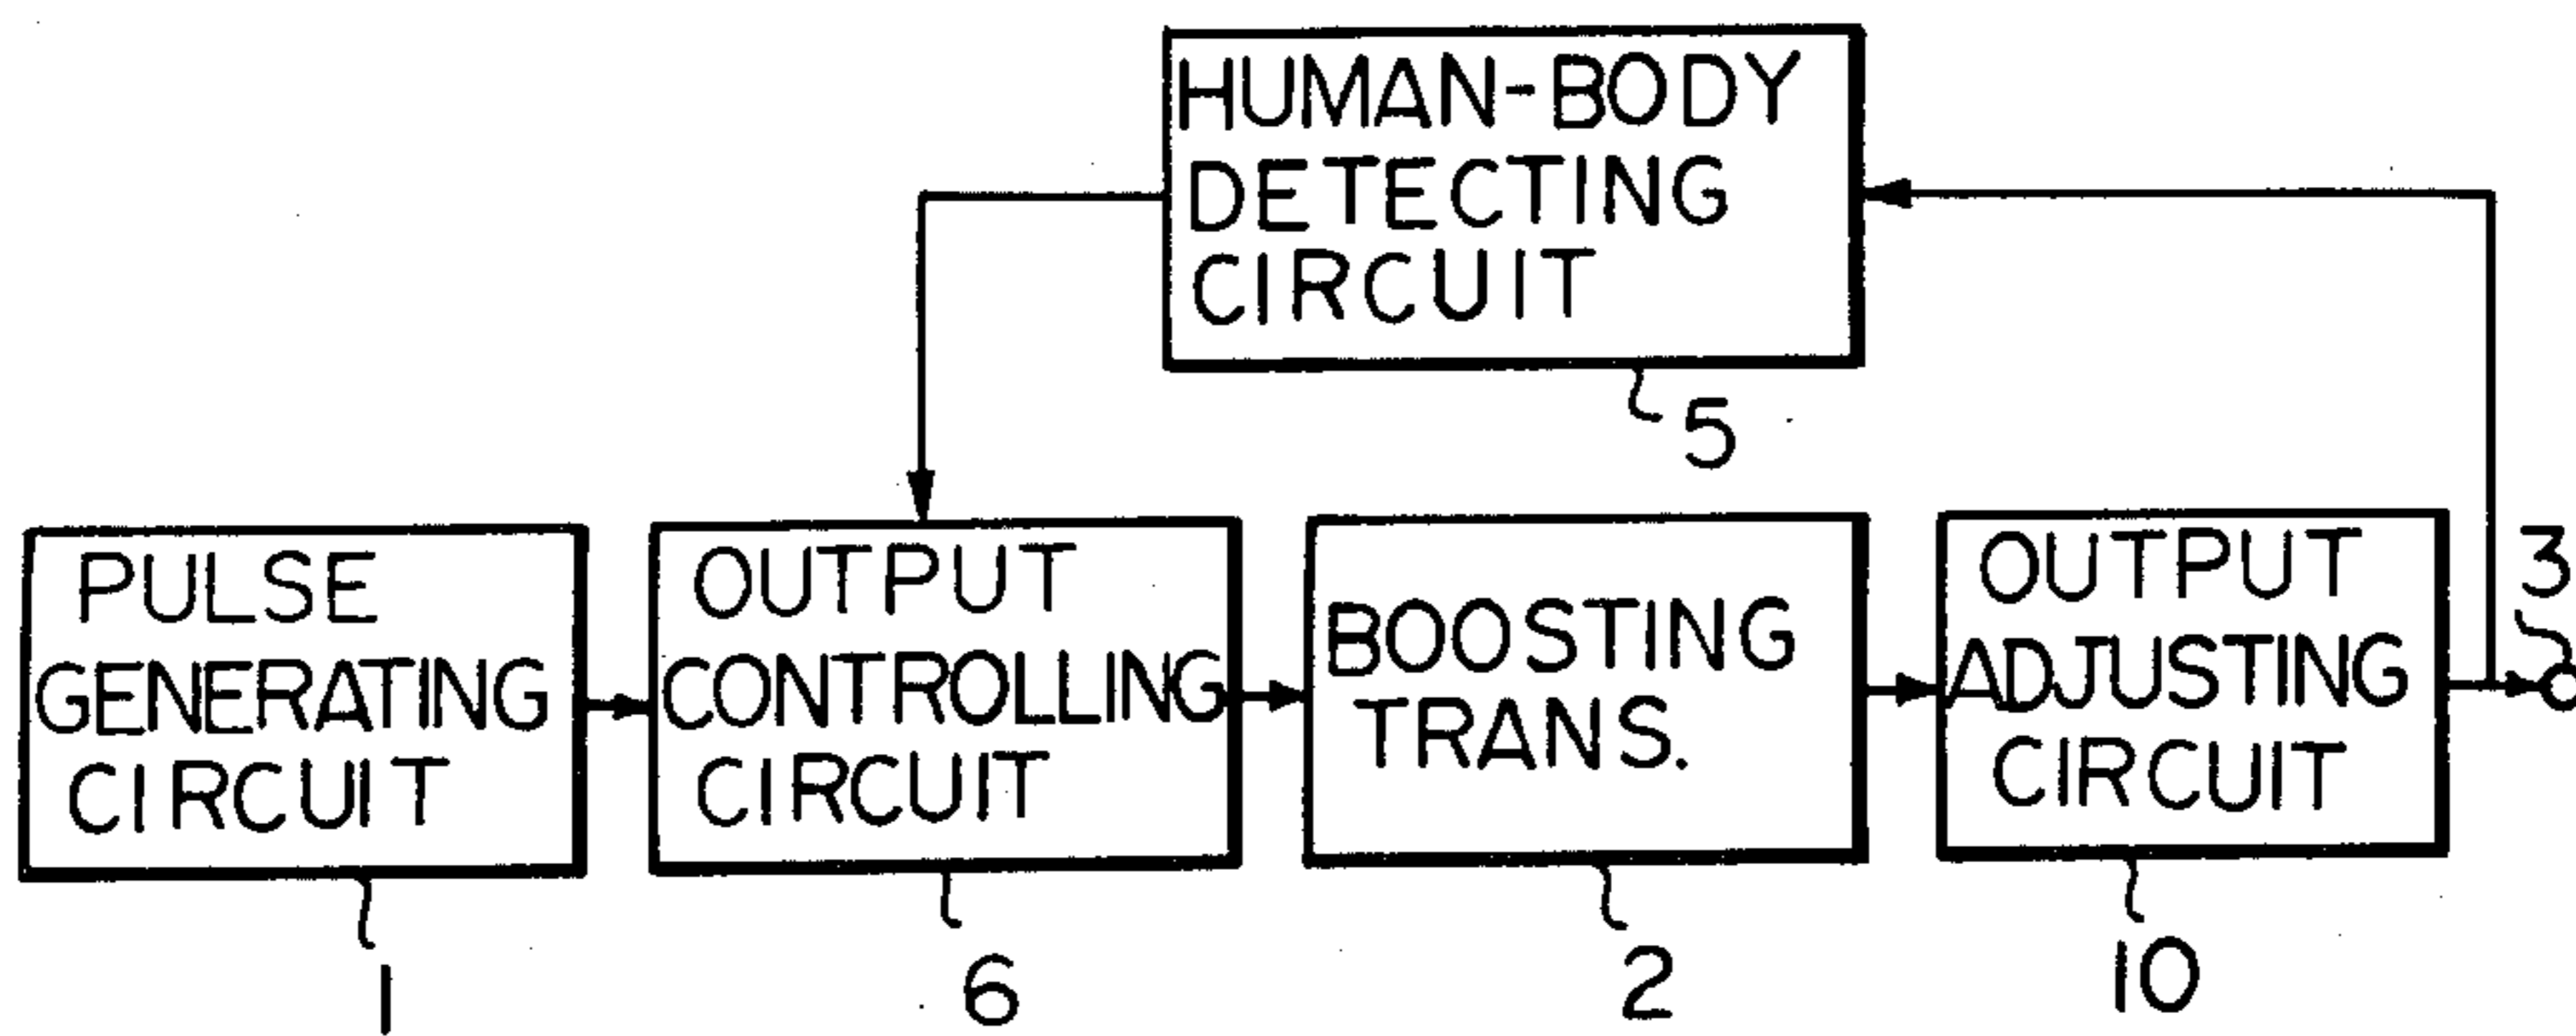 HUMAN-BODY
DETECTING
CIRCUIT
5
PULSE
GENERATING
CIRCUIT
1
OUTPUT
CONTROLLING
CIRCUIT
6
BOOSTING
TRANS.
2
OUTPUT
ADJUSTING
CIRCUIT
10
3